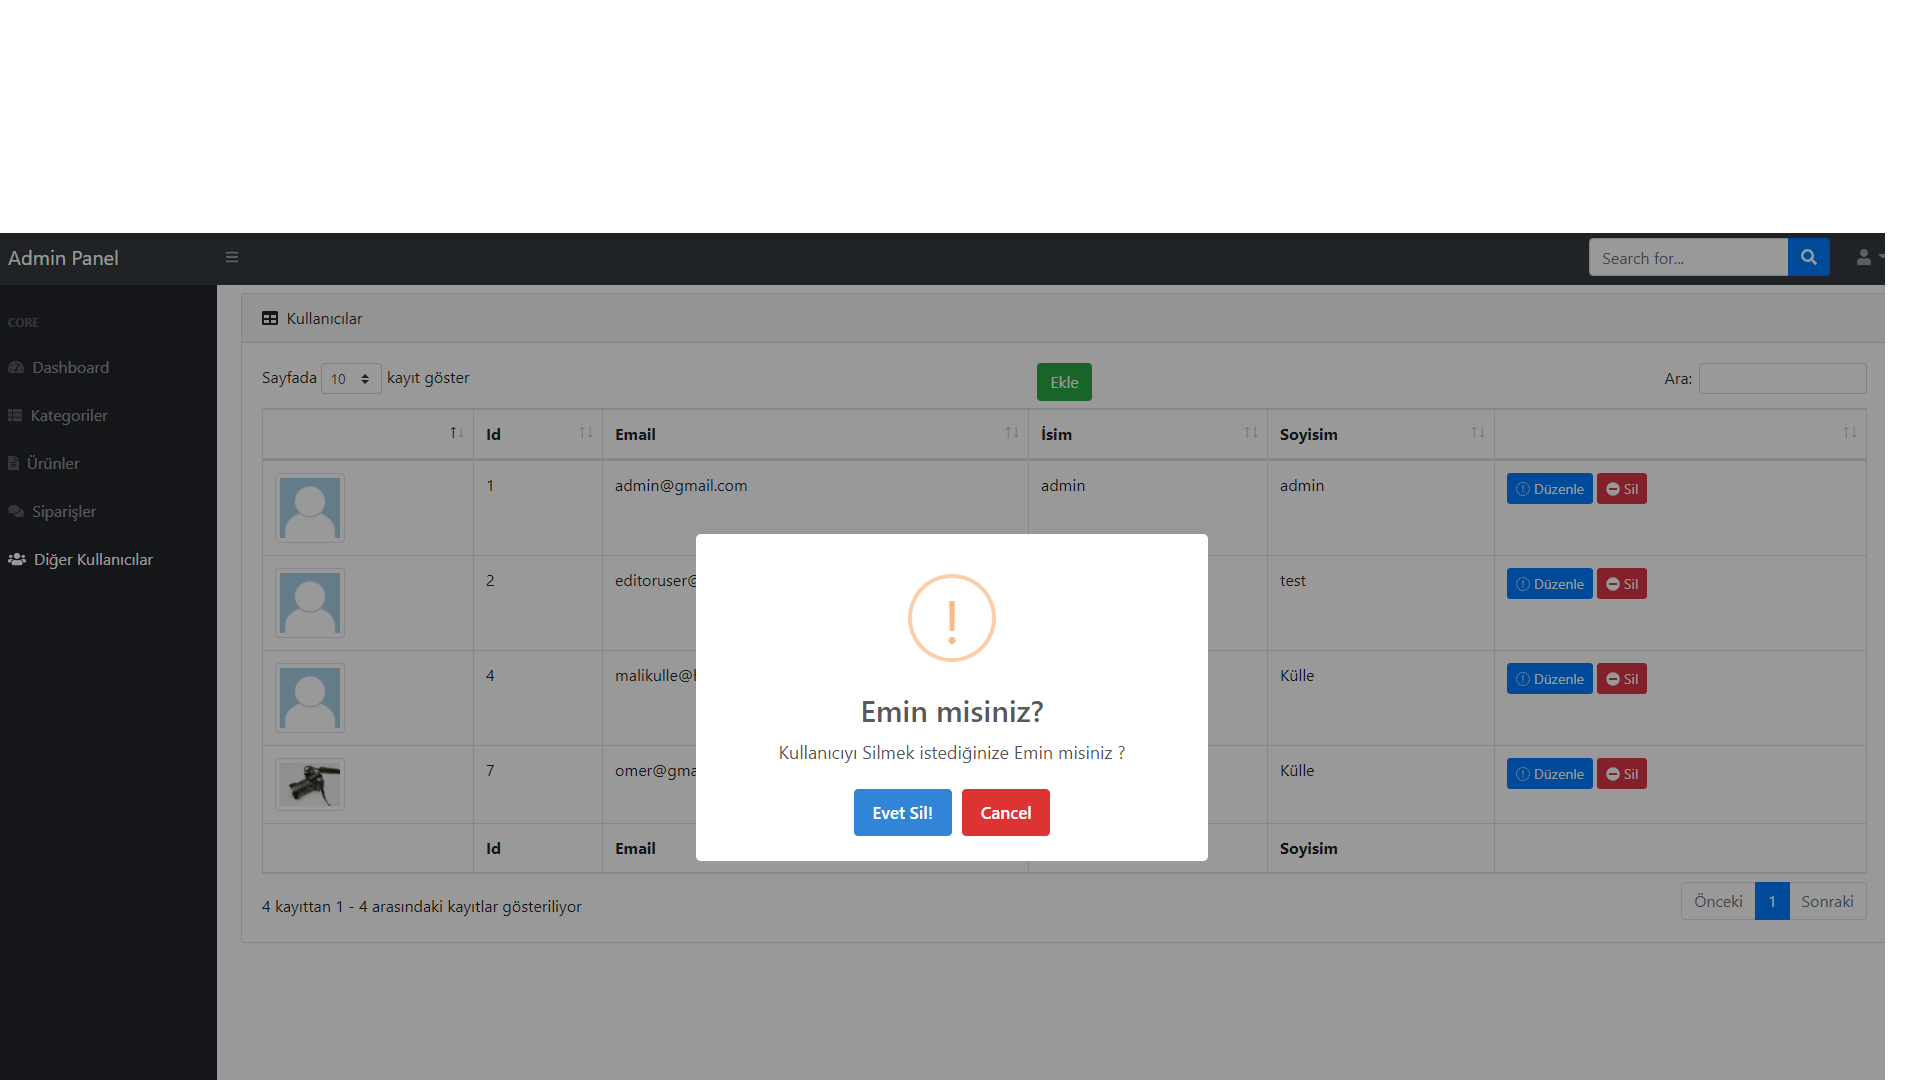 Admin Panel
Search for...
CORE
Dashboard
Kategoriler
Ürünler
Siparişler
Diğer Kullanıcılar
Kullanıcılar
Sayfada 10 kayıt göster
Ekle
Ara:
Id Email İsim Soyisim
1 admin@gmail.com admin admin Düzenle Sil
2 editoruser@ test Düzenle Sil
4 malikulle@ Külle Düzenle Sil
7 omer@gma Külle Düzenle Sil
Id Email Soyisim
4 kayıttan 1 - 4 arasındaki kayıtlar gösteriliyor
Önceki 1 Sonraki
!
Emin misiniz?
Kullanıcıyı Silmek istediğinize Emin misiniz ?
Evet Sil! Cancel